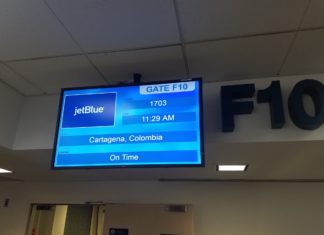 GATE F10
jetBlue
1703
11:29 AM
Cartagena, Colombia
On Time
F10